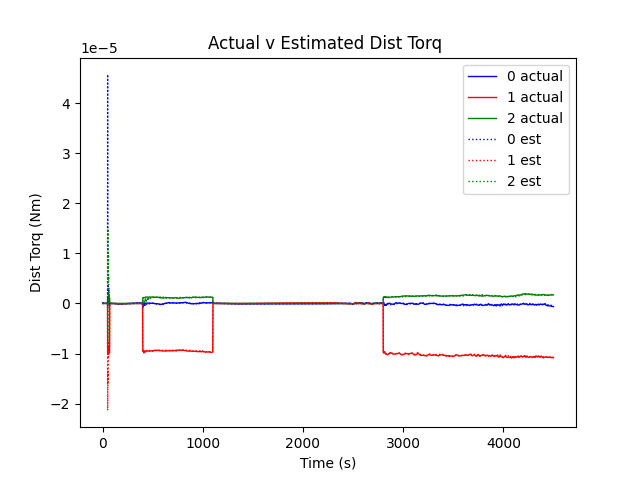 Actual v Estimated Dist Torq
1e−5
4
3
2
1
0
−1
−2
Dist Torq (Nm)
0 1000 2000 3000 4000
Time (s)
0 actual
1 actual
2 actual
0 est
1 est
2 est